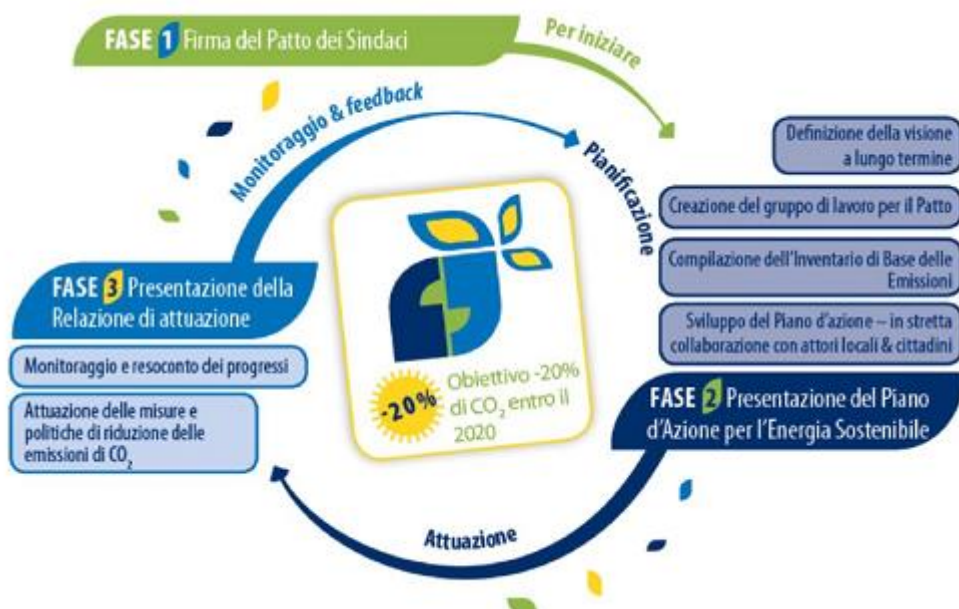 FASE 1 Firma del Patto dei Sindaci
Per iniziare
Monitoraggio & feedback
Pianificazione
Definizione della visione
a lungo termine
Creazione del gruppo di lavoro per il Patto
Compilazione dell'Inventario di Base delle
Emissioni
Sviluppo del Piano d'azione – in stretta
collaborazione con attori locali & cittadini
FASE 2 Presentazione del Piano
d'Azione per l'Energia Sostenibile
Attuazione
FASE 3 Presentazione della
Relazione di attuazione
Monitoraggio e resoconto dei progressi
Attuazione delle misure e
politiche di riduzione delle
emissioni di CO₂
-20%
Obiettivo -20%
di CO₂ entro il
2020